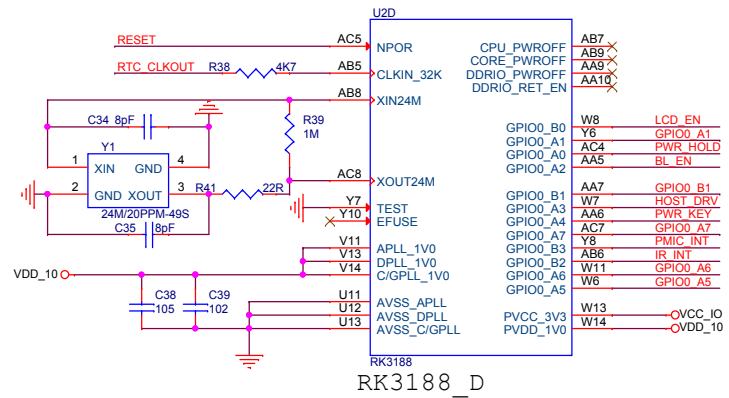 U2D
RESET AC5 NPOR CPU_PWROFF AB7
CORE_PWROFF AB9
RTC_CLKOUT R38 4K7 AB5 CLKIN_32K DDRIO_PWROFF AA9
DDRIO_RET_EN AA10
AB8 XIN24M
C34 8pF R39 GPIO0_B0 W8 LCD_EN
1M GPIO0_A1 Y6 GPIO0_A1
Y1 GPIO0_A0 AC4 PWR_HOLD
1 XIN GND 4 GPIO0_A2 AA5 BL_EN
2 GND XOUT 3 R41 22R AC8 XOUT24M
24M/20PPM-49S GPIO0_B1 AA7 GPIO0_B1
Y7 TEST GPIO0_A3 W7 HOST_DRV
Y10 EFUSE GPIO0_A4 AA6 PWR_KEY
C35 8pF GPIO0_A7 AC7 GPIO0_A7
V11 APLL_1V0 GPIO0_B3 Y8 PMIC_INT
V13 DPLL_1V0 GPIO0_B2 AB6 IR_INT
VDD_10 V14 C/GPLL_1V0 GPIO0_A6 W11 GPIO0_A6
GPIO0_A5 W6 GPIO0_A5
C38 C39 U11 AVSS_APLL
105 102 U12 AVSS_DPLL PVCC_3V3 W13 VCC_IO
U13 AVSS_C/GPLL PVDD_1V0 W14 VDD_10
RK3188
RK3188_D